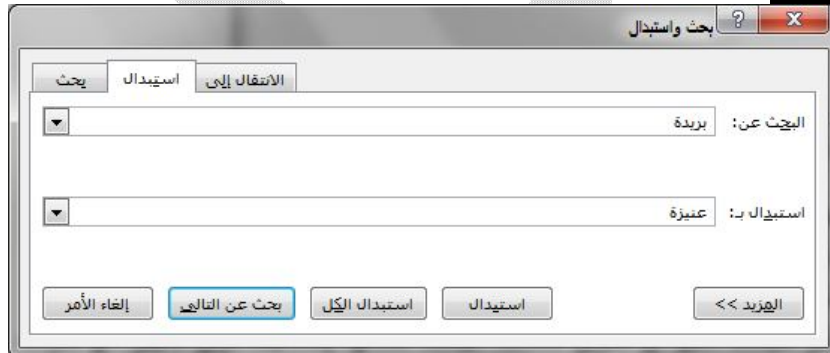 بحث واستبدال
بحث استبدال الانتقال إلى
البحث عن: بريدة
استبدال بـ: عنيزة
المزيد >> استبدال استبدال الكل بحث عن التالي إلغاء الأمر